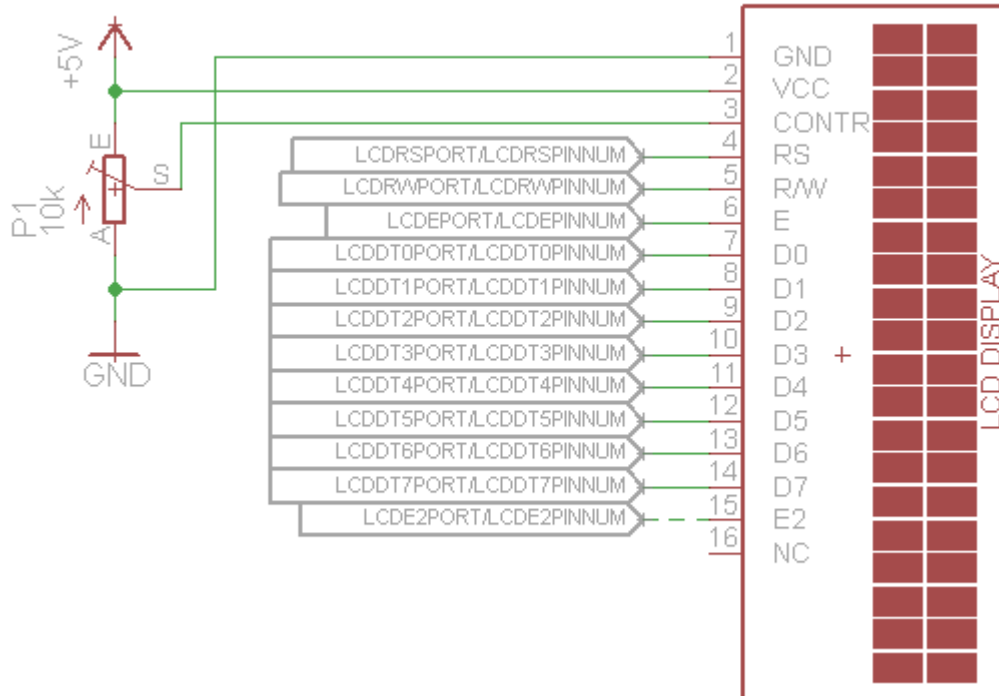 +5V
E
S
P1
10k
A
GND
1 GND
2 VCC
3 CONTR
LCDRSPORT/LCDRSPINNUM 4 RS
LCDRWPORT/LCDRWPINNUM 5 R/W
LCDEPORT/LCDEPINNUM 6 E
LCDDT0PORT/LCDDT0PINNUM 7 D0
LCDDT1PORT/LCDDT1PINNUM 8 D1
LCDDT2PORT/LCDDT2PINNUM 9 D2
LCDDT3PORT/LCDDT3PINNUM 10 D3
LCDDT4PORT/LCDDT4PINNUM 11 D4
LCDDT5PORT/LCDDT5PINNUM 12 D5
LCDDT6PORT/LCDDT6PINNUM 13 D6
LCDDT7PORT/LCDDT7PINNUM 14 D7
LCDE2PORT/LCDE2PINNUM 15 E2
16 NC
LCD DISPLAY